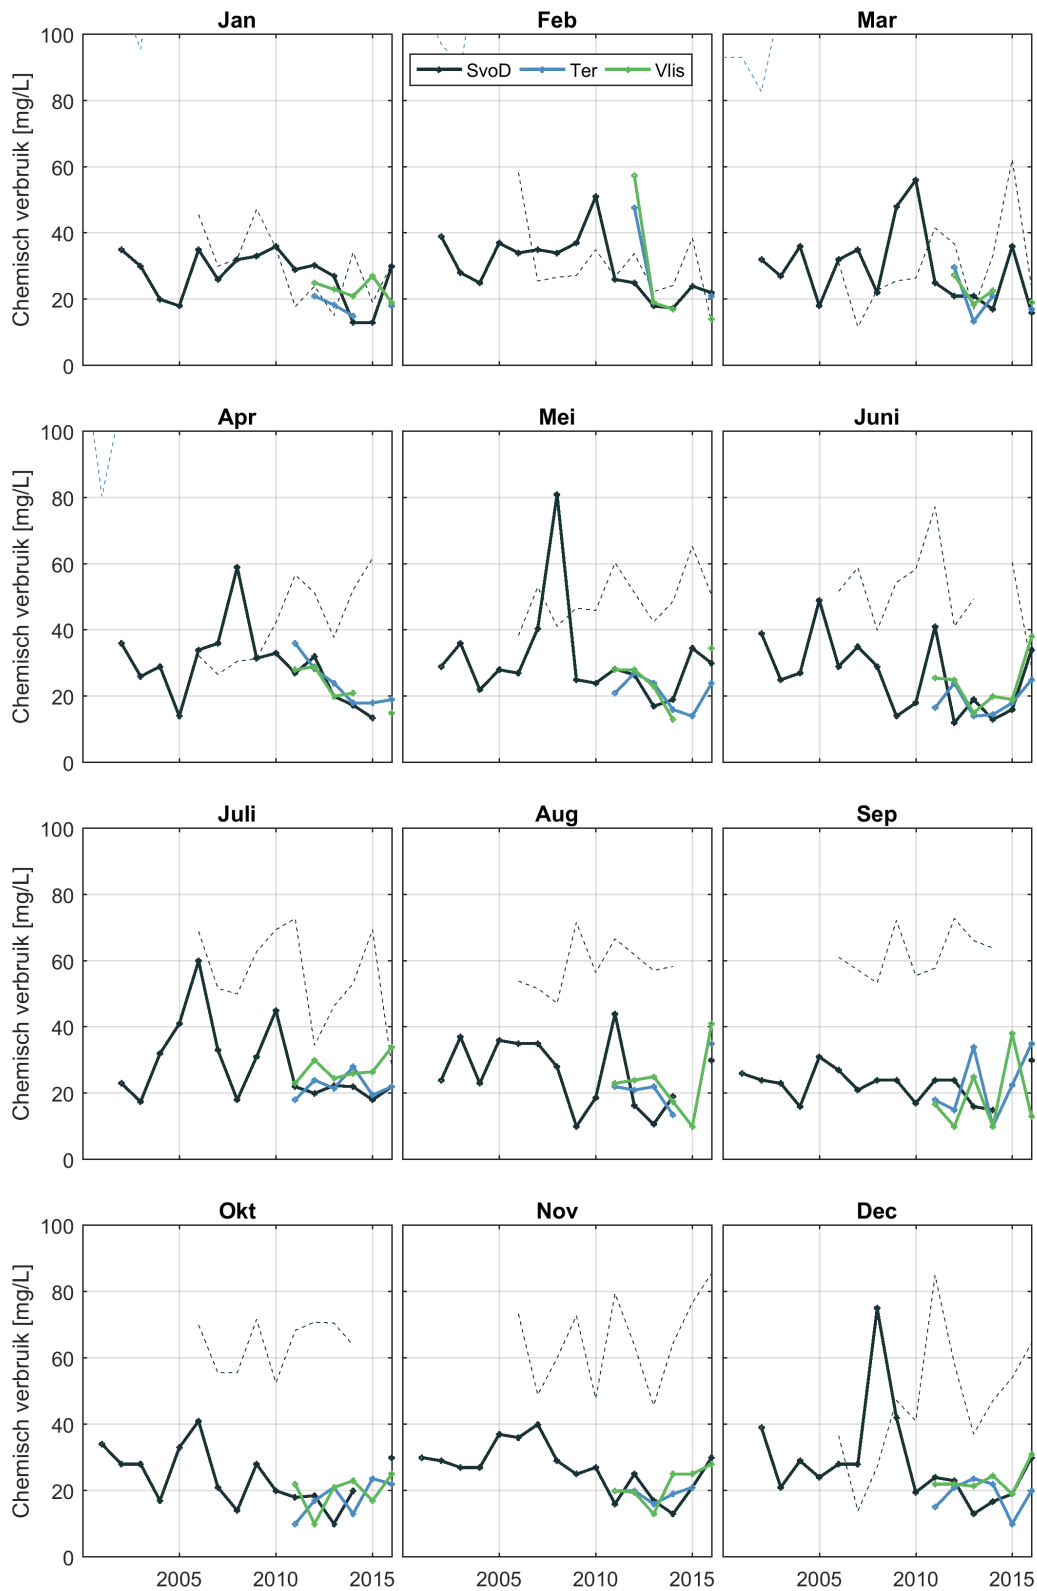 Jan Feb Mar
Chemisch verbruik [mg/L]
100
80
60
40
20
0
SvoD Ter Vlis
Apr Mei Juni
Chemisch verbruik [mg/L]
100
80
60
40
20
0
Juli Aug Sep
Chemisch verbruik [mg/L]
100
80
60
40
20
0
Okt Nov Dec
Chemisch verbruik [mg/L]
100
80
60
40
20
0
2005 2010 2015 2005 2010 2015 2005 2010 2015